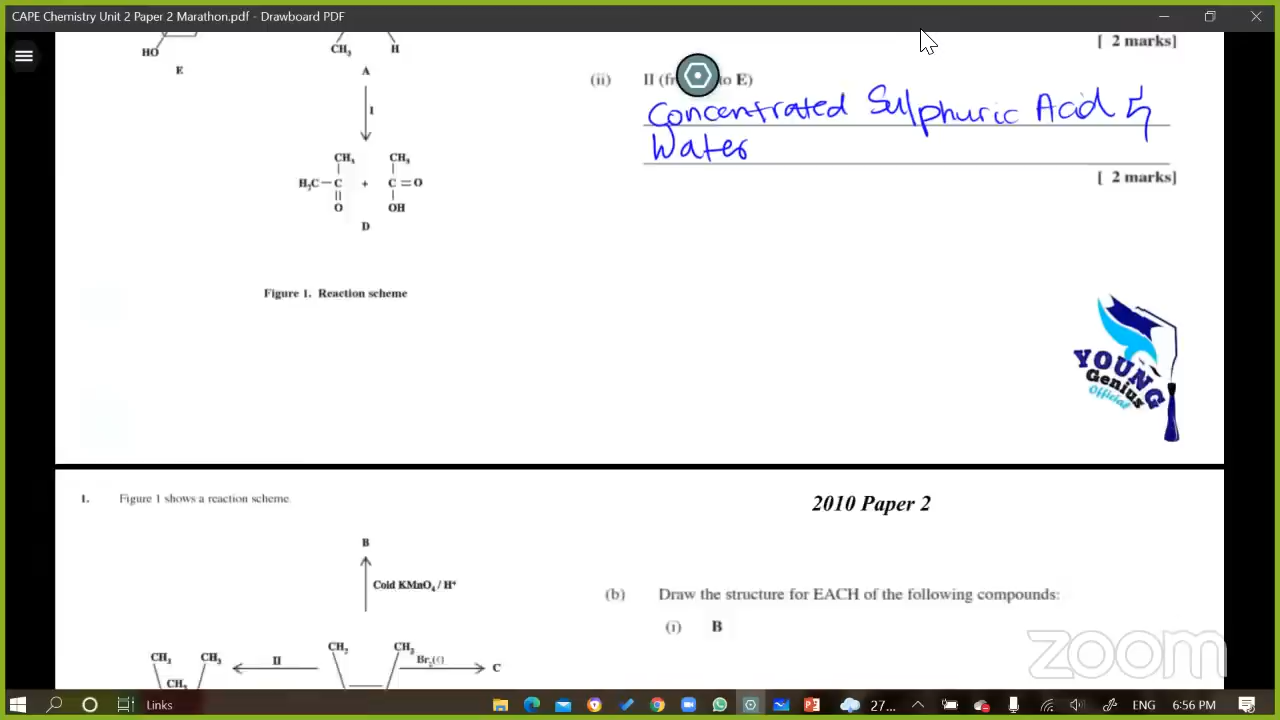 CAPE Chemistry Unit 2 Paper 2 Marathon.pdf - Drawboard PDF
HO
E
CH3 H
A
[ 2 marks]
(ii) II (fr o E)
Concentrated Sulphuric Acid &
Water
[ 2 marks]
I
CH3 CH3
H3C C + C O
O OH
D
Figure 1. Reaction scheme
YOUNG
Genius
Official
1. Figure 1 shows a reaction scheme.
2010 Paper 2
B
Cold KMnO4 / H+
(b) Draw the structure for EACH of the following compounds:
(i) B
CH3 CH3 II CH3 CH3 Br2(ℓ) C
CH3
zoom
Links
27... ENG 6:56 PM